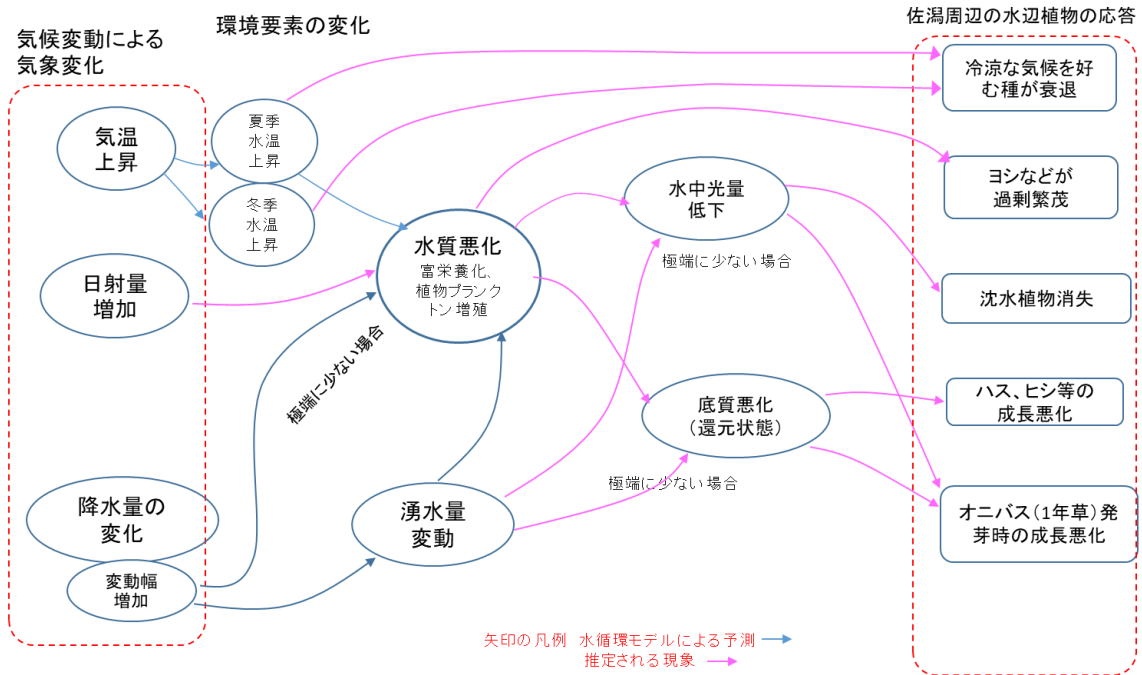 佐潟周辺の水辺植物の応答
環境要素の変化
気候変動による
気象変化
気温
上昇
夏季
水温
上昇
冬季
水温
上昇
日射量
増加
水質悪化
富栄養化、
植物プランク
トン増殖
極端に少ない場合
降水量の
変化
変動幅
増加
湧水量
変動
水中光量
低下
極端に少ない場合
底質悪化
(還元状態)
極端に少ない場合
冷涼な気候を好
む種が衰退
ヨシなどが
過剰繁茂
沈水植物消失
ハス、ヒシ等の
成長悪化
オニバス(1年草)発
芽時の成長悪化
矢印の凡例 水循環モデルによる予測
推定される現象